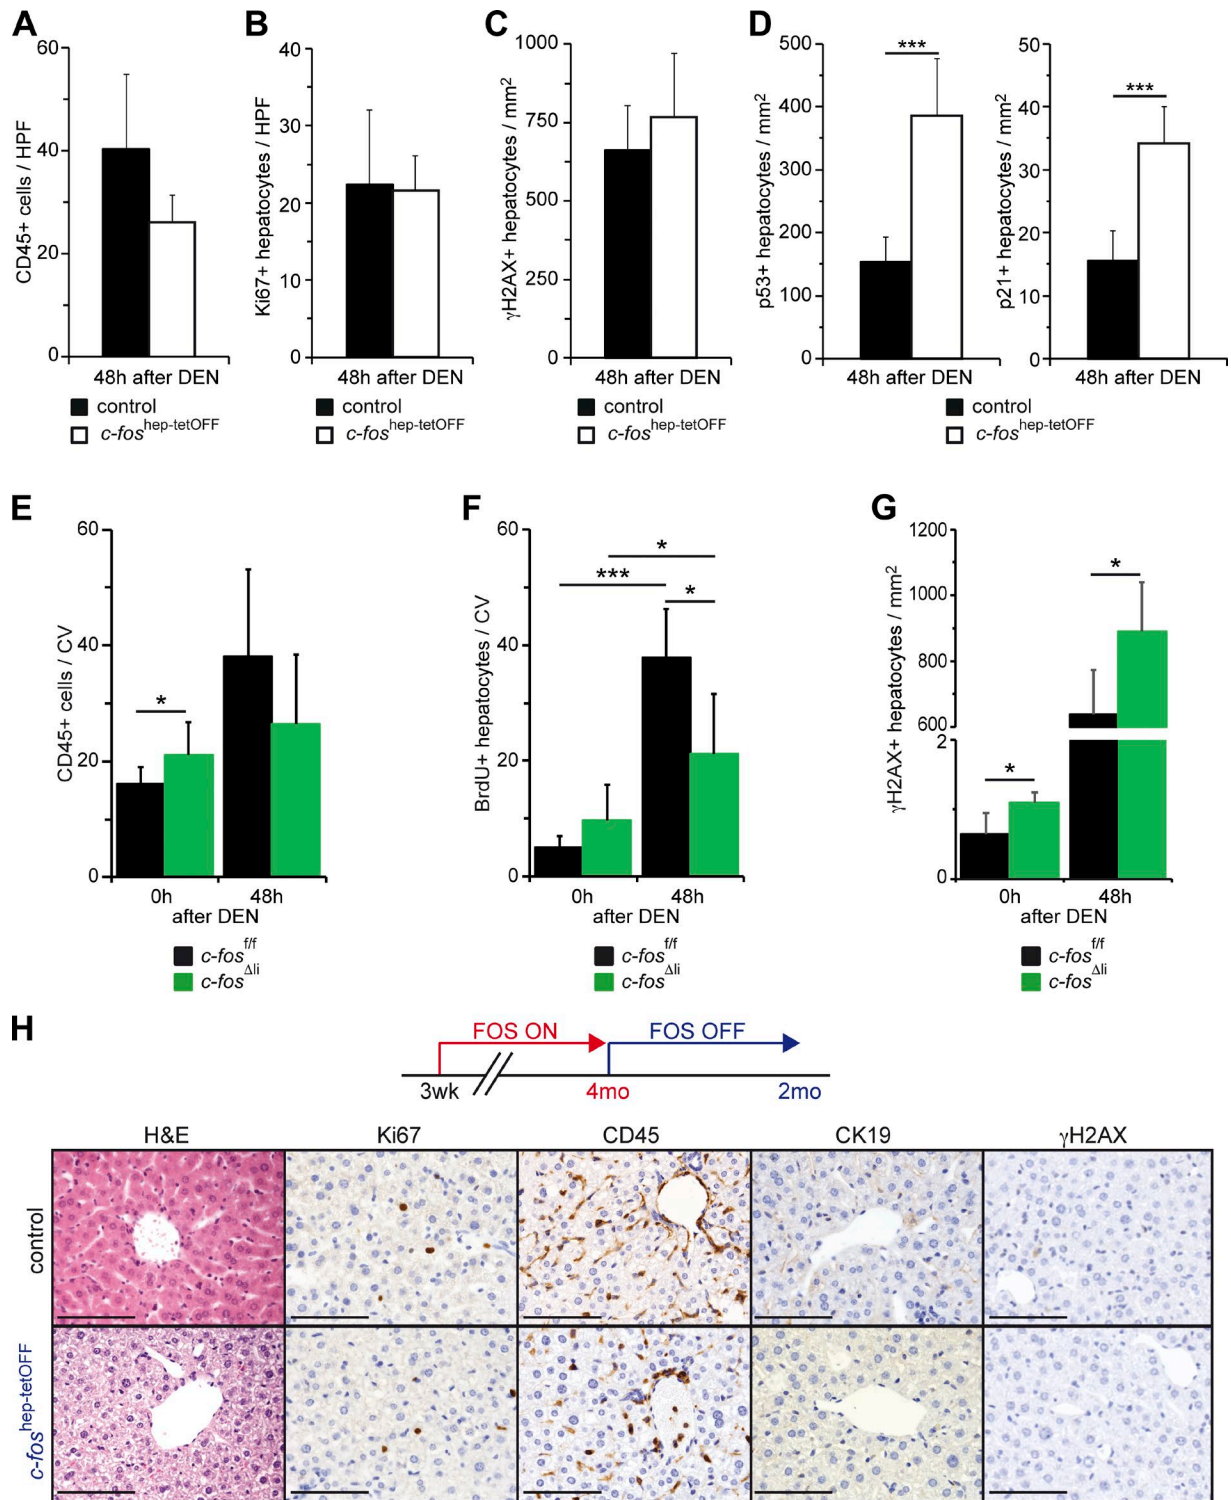 A
B
C
D
60
40
20
0
CD45+ cells / HPF
48h after DEN
control
c-fos hep-tetOFF
40
30
20
10
0
Ki67+ hepatocytes / HPF
48h after DEN
control
c-fos hep-tetOFF
1000
750
500
250
0
γH2AX+ hepatocytes / mm2
48h after DEN
control
c-fos hep-tetOFF
500
400
300
200
100
0
p53+ hepatocytes / mm2
***
48h after DEN
50
40
30
20
10
0
p21+ hepatocytes / mm2
***
48h after DEN
control
c-fos hep-tetOFF
E
F
G
60
40
20
0
CD45+ cells / CV
*
0h
48h
after DEN
c-fos f/f
c-fos Δli
60
40
20
0
BrdU+ hepatocytes / CV
*
***
*
0h
48h
after DEN
c-fos f/f
c-fos Δli
1200
1000
800
600
2
0
γH2AX+ hepatocytes / mm2
*
*
0h
48h
after DEN
c-fos f/f
c-fos Δli
H
FOS ON
FOS OFF
3wk
4mo
2mo
H&E
Ki67
CD45
CK19
γH2AX
control
c-fos hep-tetOFF